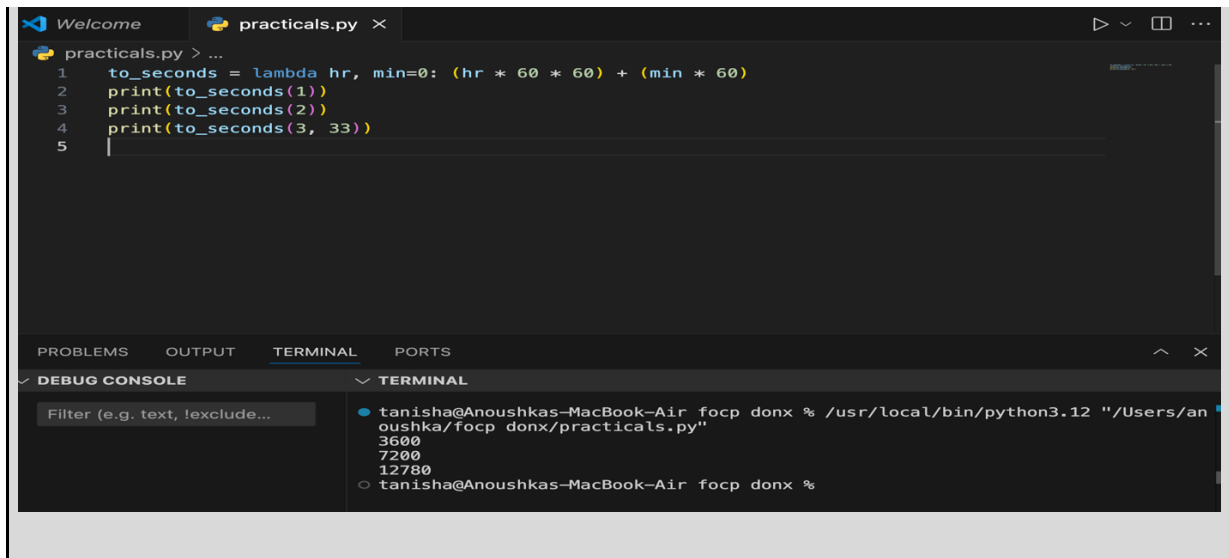 Welcome practicals.py
practicals.py > ...
1 to_seconds = lambda hr, min=0: (hr * 60 * 60) + (min * 60)
2 print(to_seconds(1))
3 print(to_seconds(2))
4 print(to_seconds(3, 33))
5
PROBLEMS OUTPUT TERMINAL PORTS
DEBUG CONSOLE TERMINAL
Filter (e.g. text, !exclude...
tanisha@Anoushkas-MacBook-Air focp donx % /usr/local/bin/python3.12 "/Users/an
oushka/focp donx/practicals.py"
3600
7200
12780
tanisha@Anoushkas-MacBook-Air focp donx %